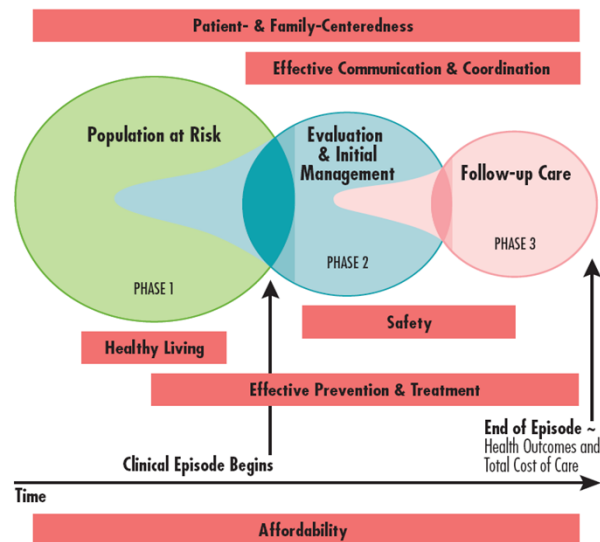 Patient- & Family-Centeredness
Effective Communication & Coordination
Population at Risk
Evaluation
& Initial
Management
Follow-up Care
PHASE 1
PHASE 2
PHASE 3
Safety
Healthy Living
Effective Prevention & Treatment
Clinical Episode Begins
End of Episode ~
Health Outcomes and
Total Cost of Care
Time
Affordability